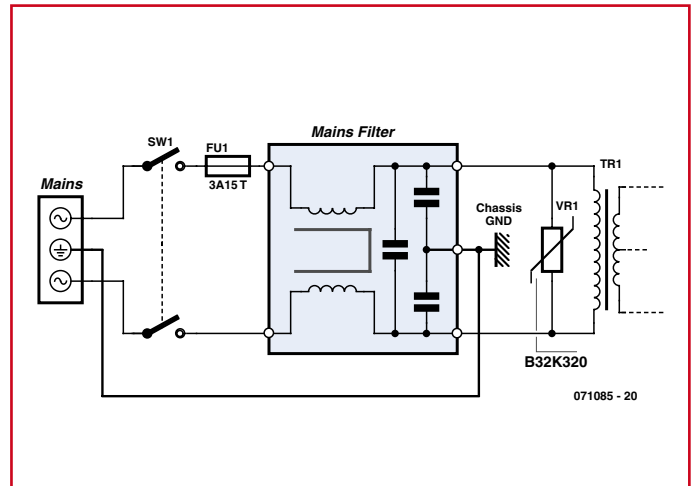 Mains Filter
SW1
FU1
3A15 T
Mains
Chassis
GND
VR1
TR1
B32K320
071085 - 20